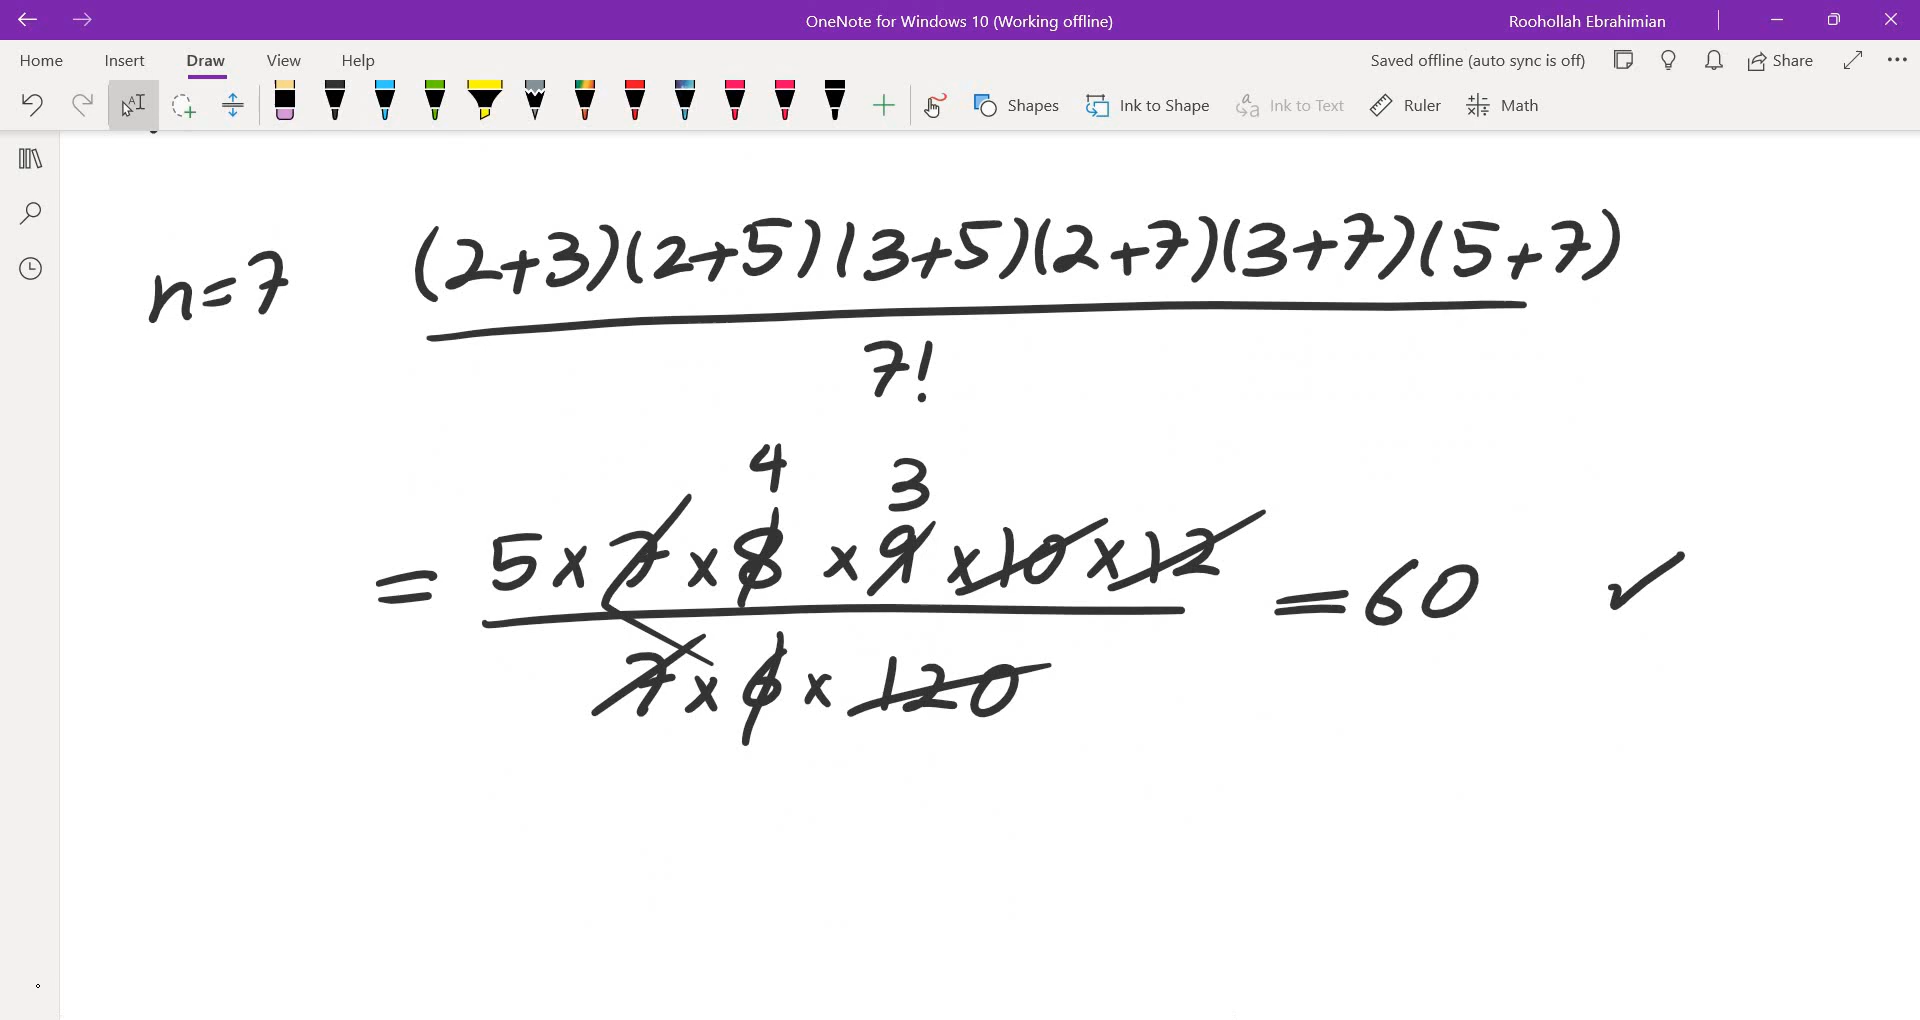 OneNote for Windows 10 (Working offline)
Roohollah Ebrahimian
Home Insert Draw View Help
Saved offline (auto sync is off) Share
Shapes Ink to Shape Ink to Text Ruler Math
n=7 (2+3)(2+5)(3+5)(2+7)(3+7)(5+7)
7!
4 3
= 5×7×8×9×10×12 = 60 ✓
7×6×120